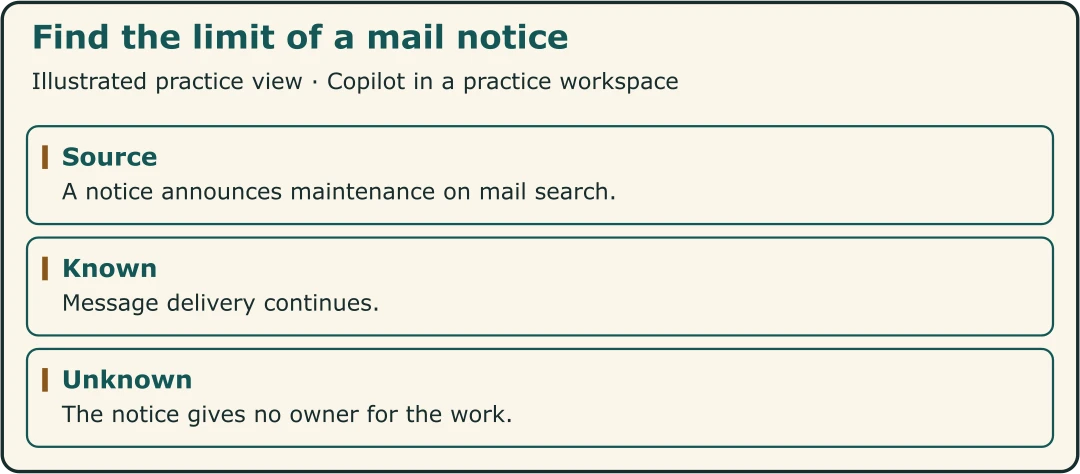 Find the limit of a mail notice
Illustrated practice view · Copilot in a practice workspace
Source
A notice announces maintenance on mail search.
Known
Message delivery continues.
Unknown
The notice gives no owner for the work.